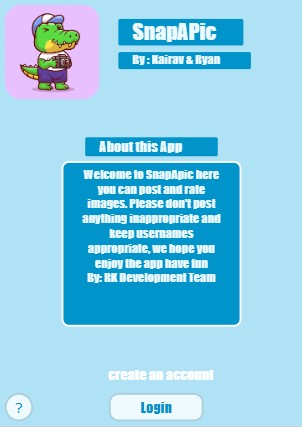 SnapAPic
By : Kairav & Ryan
About this App
Welcome to SnapApic here
you can post and rate
images. Please don't post
anything inappropriate and
keep usernames
appropriate, we hope you
enjoy the app have fun
By: RK Development Team
create an account
?
Login